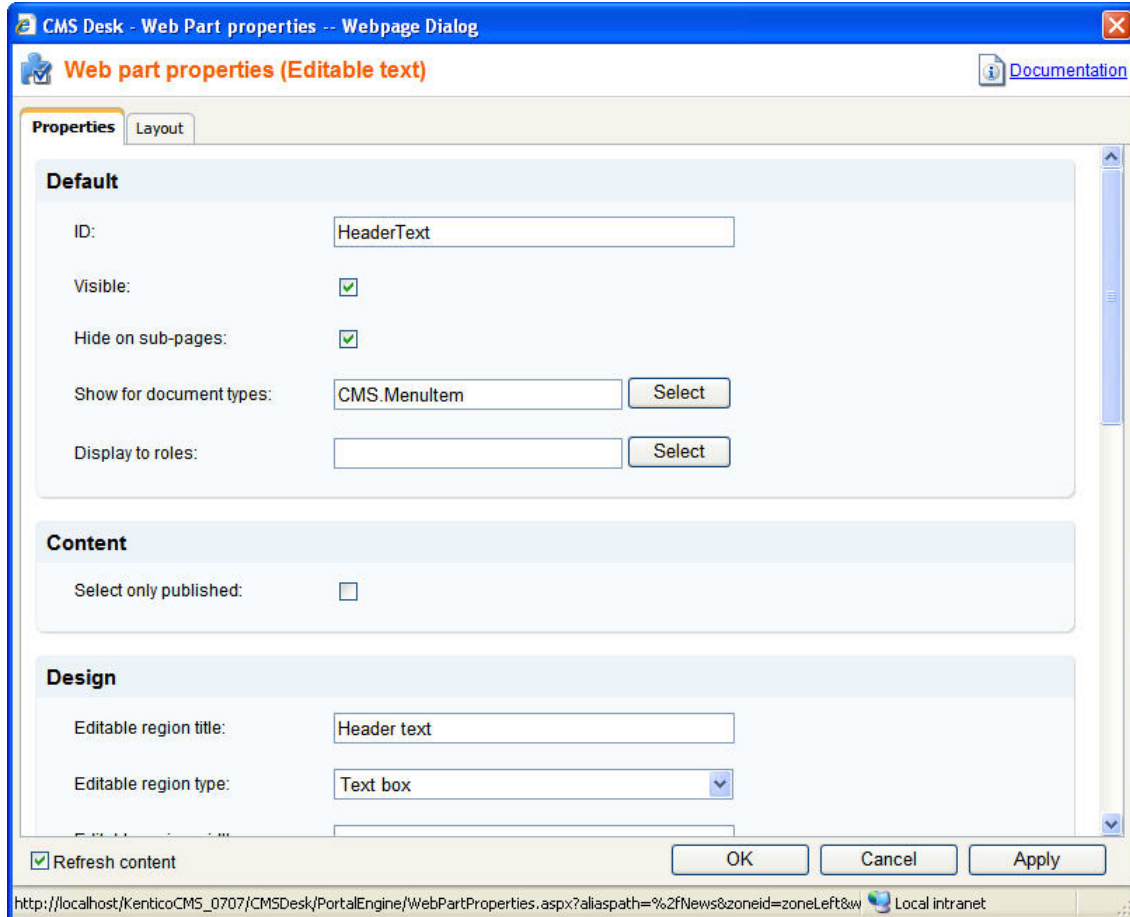 CMS Desk - Web Part properties -- Webpage Dialog
Web part properties (Editable text)
Documentation
Properties
Layout
Default
ID:
HeaderText
Visible:
Hide on sub-pages:
Show for document types:
CMS.MenuItem
Select
Display to roles:
Select
Content
Select only published:
Design
Editable region title:
Header text
Editable region type:
Text box
Refresh content
OK
Cancel
Apply
http://localhost/KenticoCMS_0707/CMSDesk/PortalEngine/WebPartProperties.aspx?aliaspath=%2fNews&zoneid=zoneLeft&w
Local intranet